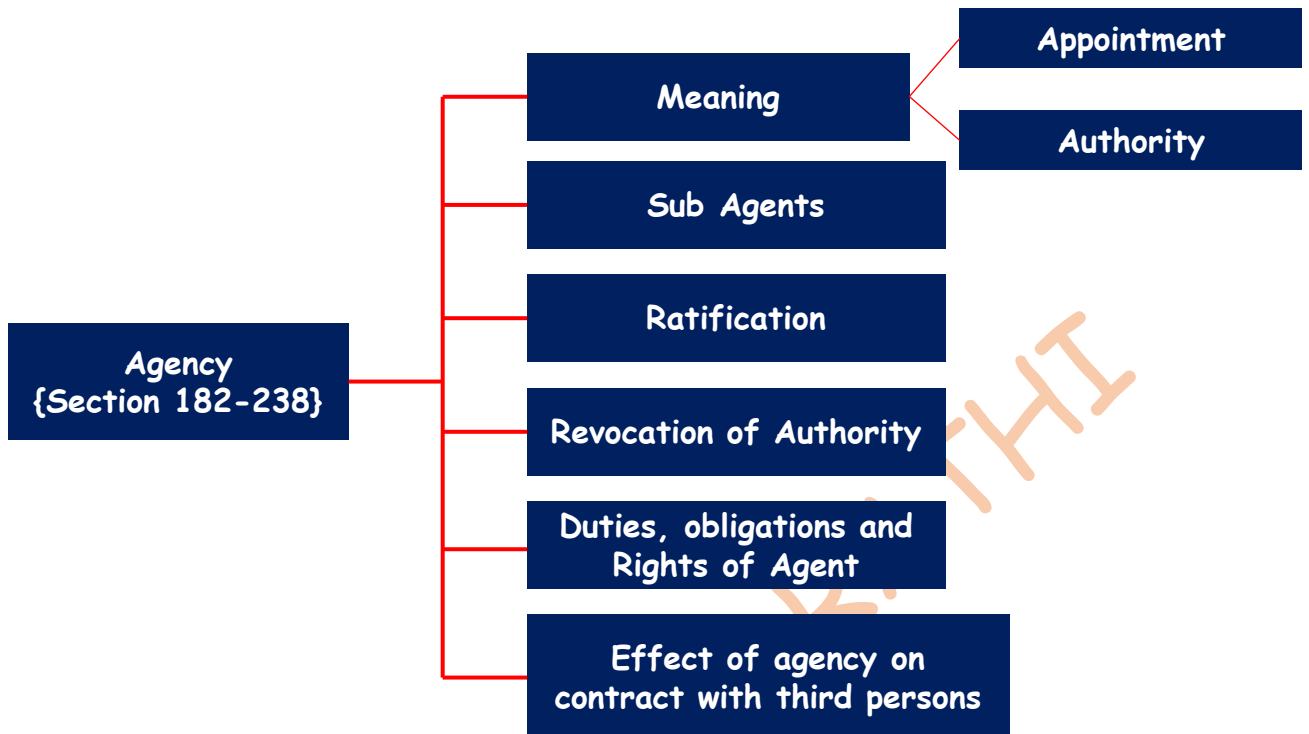 Appointment
Meaning
Authority
Sub Agents
Ratification
Agency
{Section 182-238}
Revocation of Authority
Duties, obligations and
Rights of Agent
Effect of agency on
contract with third persons